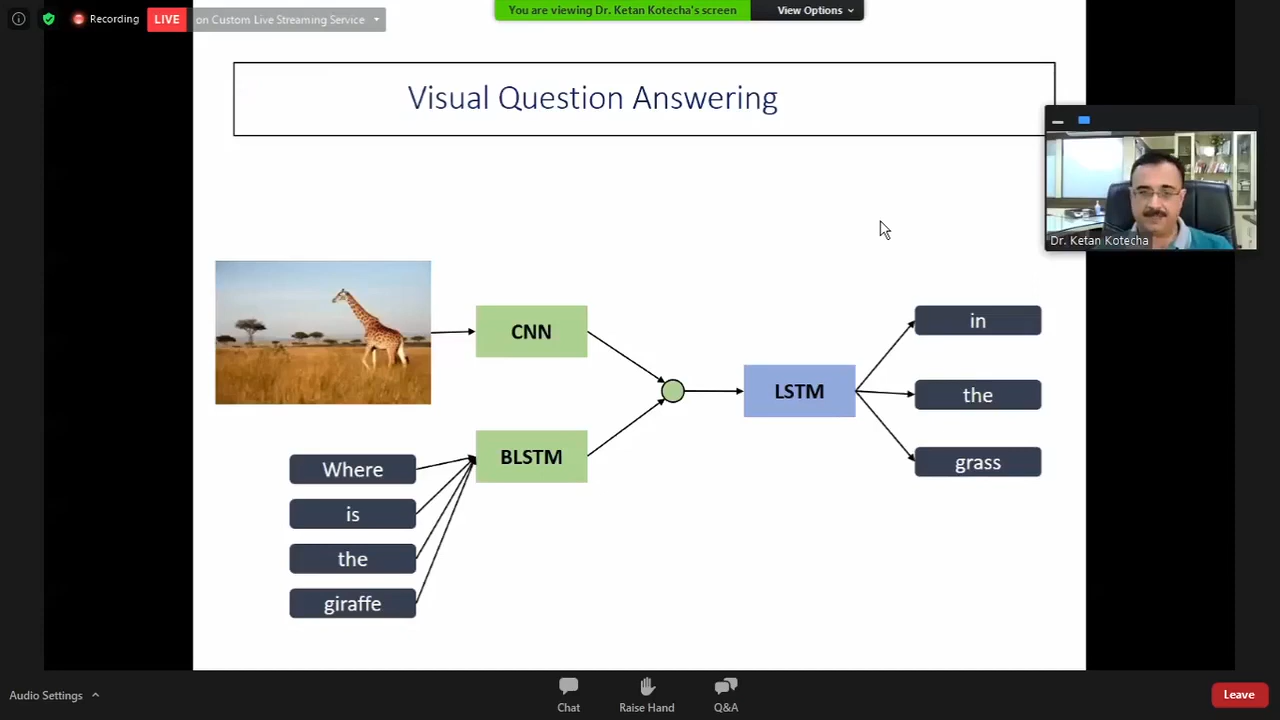 You are viewing Dr. Ketan Kotecha's screen
View Options
Recording
LIVE
on Custom Live Streaming Service
Visual Question Answering
Dr. Ketan Kotecha
CNN
BLSTM
LSTM
Where
is
the
giraffe
in
the
grass
Audio Settings
Chat
Raise Hand
Q&A
Leave